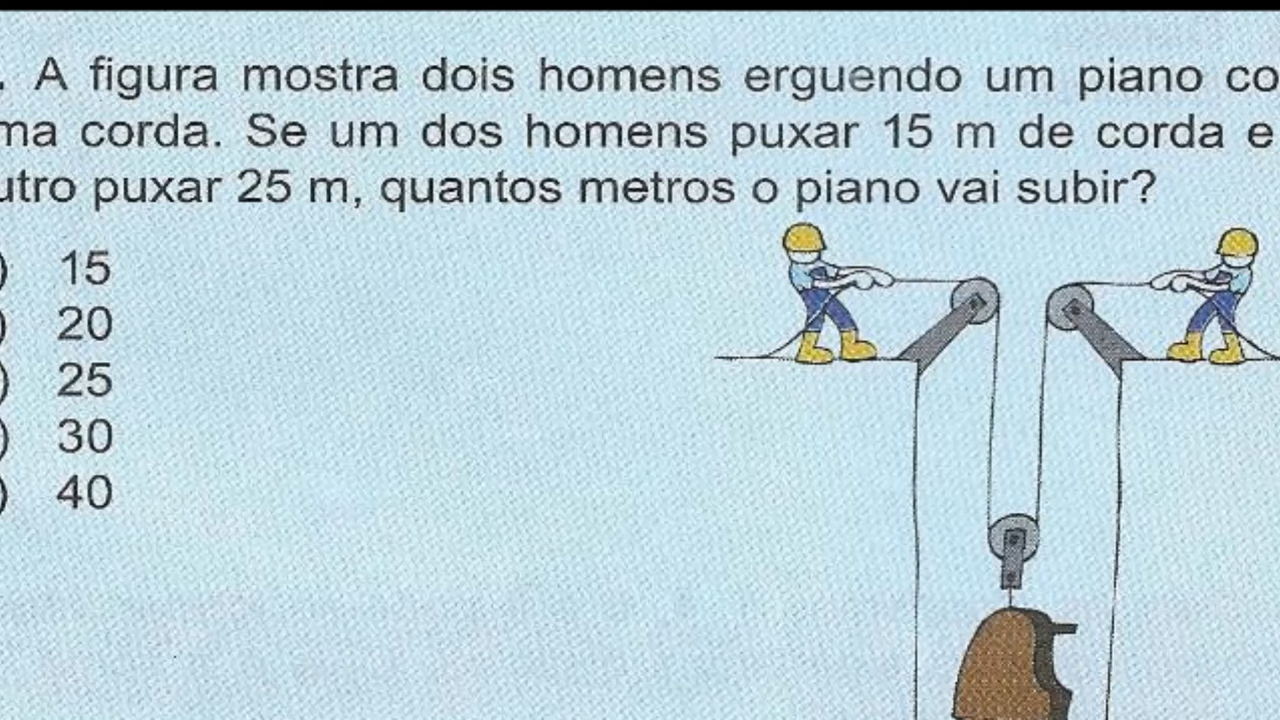 . A figura mostra dois homens erguendo um piano co
ma corda. Se um dos homens puxar 15 m de corda e
utro puxar 25 m, quantos metros o piano vai subir?
) 15
) 20
) 25
) 30
) 40